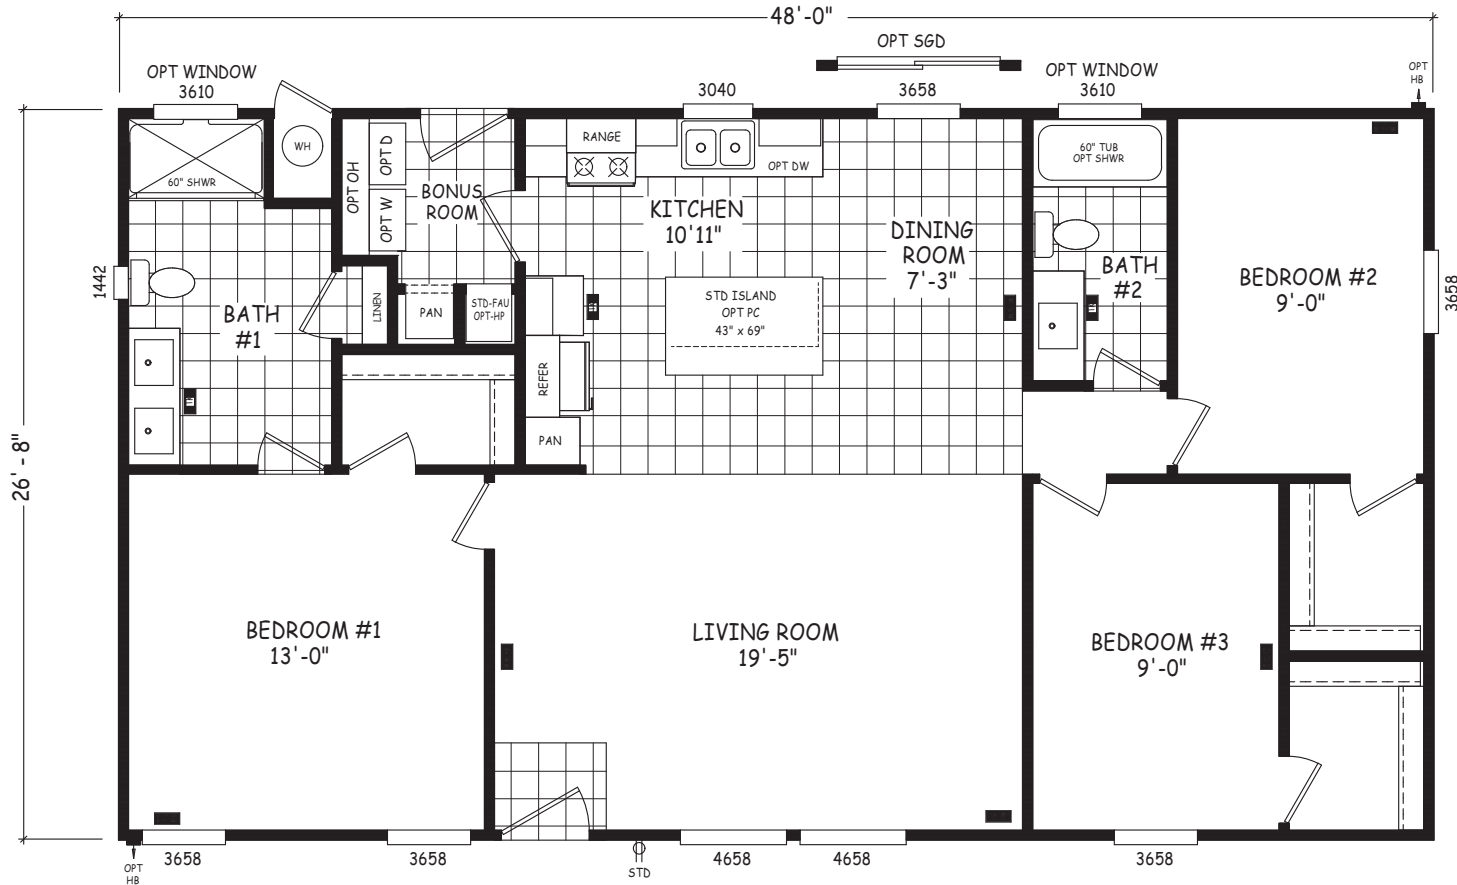 48'-0"
OPT SGD
OPT WINDOW
3610
3040
3658
OPT WINDOW
3610
OPT
HB
WH
60" SHWR
OPT OH
OPT D
OPT W
BONUS
ROOM
RANGE
OPT DW
KITCHEN
10'11"
DINING
ROOM
7'-3"
60" TUB
OPT SHWR
BATH
#2
BEDROOM #2
9'-0"
3658
1442
BATH
#1
LINEN
PAN
STD-FAU
OPT-HP
STD ISLAND
OPT PC
43" x 69"
REFER
PAN
26' - 8"
BEDROOM #1
13'-0"
LIVING ROOM
19'-5"
BEDROOM #3
9'-0"
3658
3658
STD
4658
4658
3658
OPT
HB